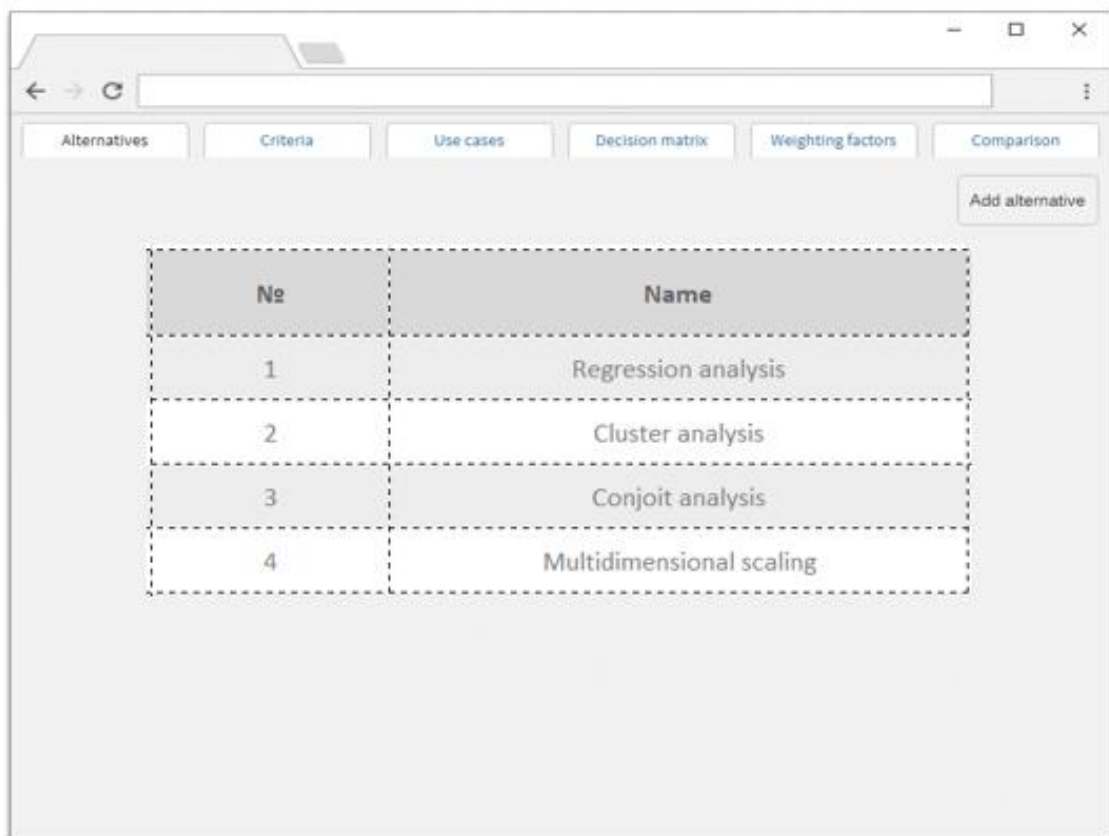 Alternatives Criteria Use cases Decision matrix Weighting factors Comparison
Add alternative
№ Name
1 Regression analysis
2 Cluster analysis
3 Conjoit analysis
4 Multidimensional scaling